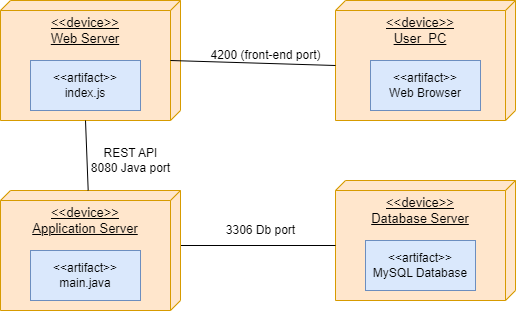 <<device>>
Web Server
<<artifact>>
index.js
4200 (front-end port)
<<device>>
User_PC
<<artifact>>
Web Browser
REST API
8080 Java port
<<device>>
Application Server
<<artifact>>
main.java
3306 Db port
<<device>>
Database Server
<<artifact>>
MySQL Database